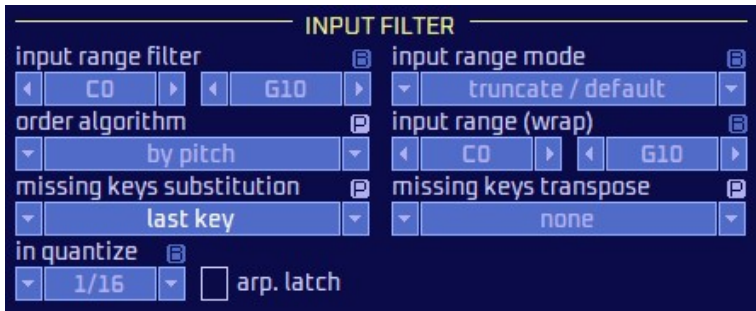 INPUT FILTER
input range filter B input range mode B
C0 G10 truncate / default
order algorithm P input range (wrap) B
by pitch C0 G10
missing keys substitution P missing keys transpose P
last key none
in quantize B
1/16 arp. latch